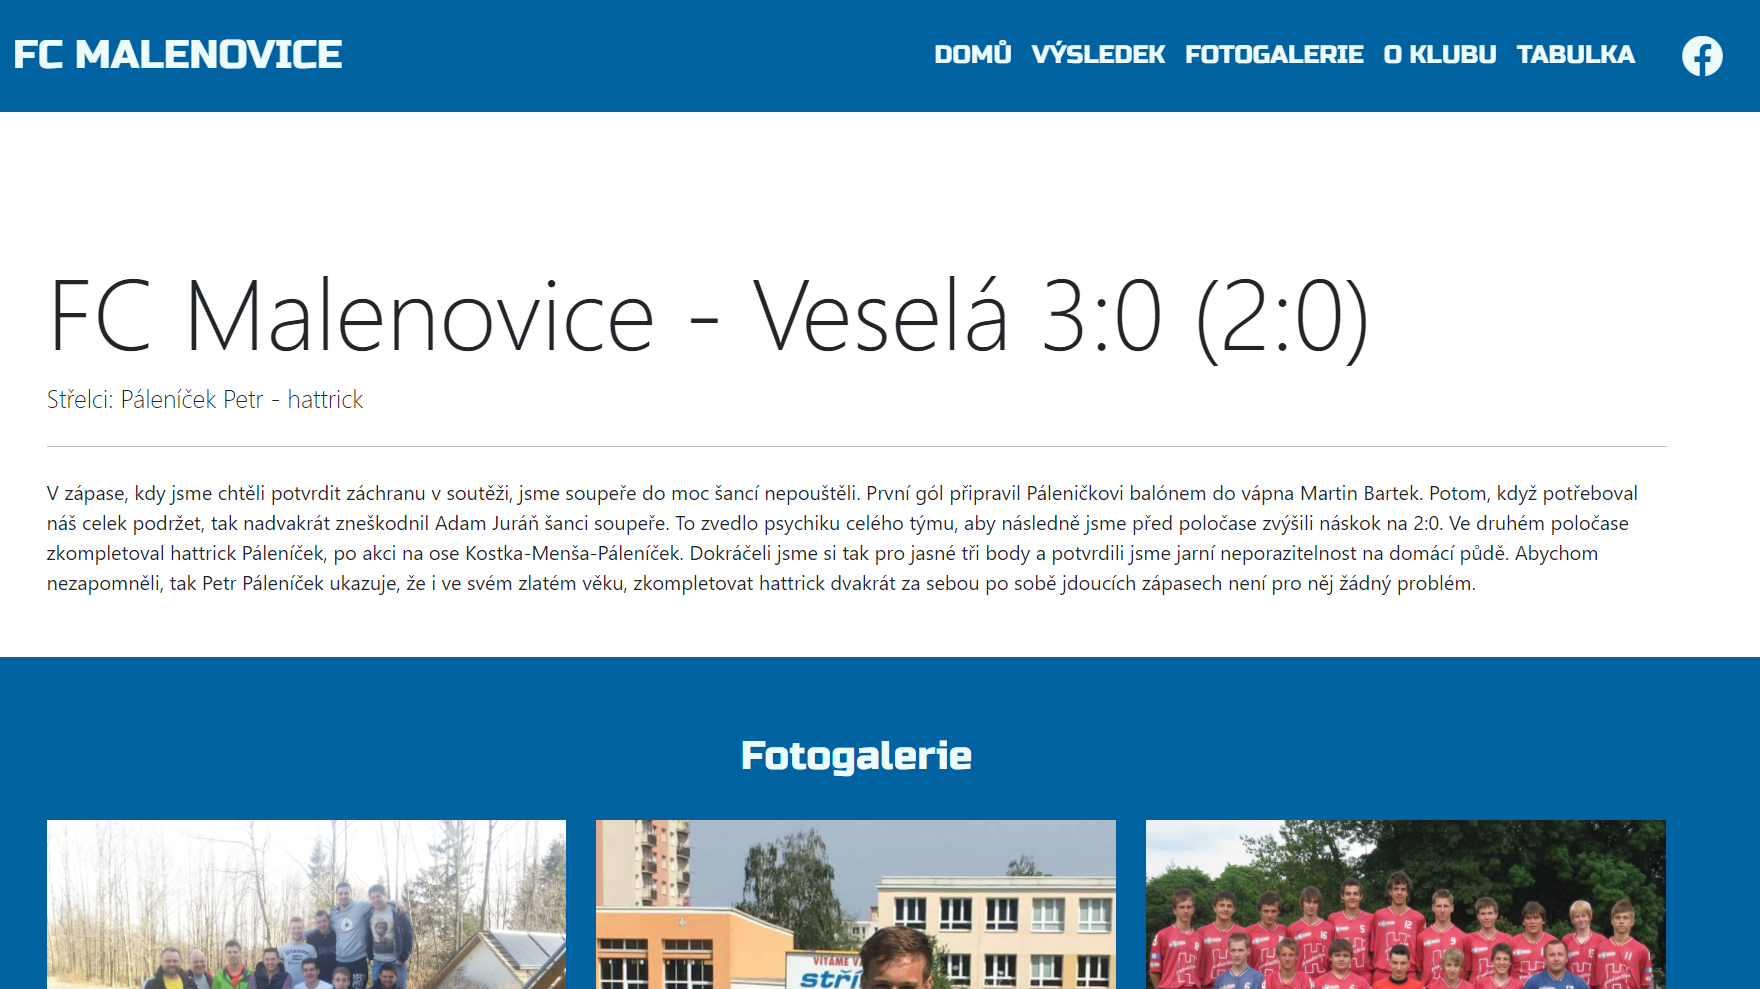 FC MALENOVICE
DOMŮ VÝSLEDEK FOTOGALERIE O KLUBU TABULKA
FC Malenovice - Veselá 3:0 (2:0)
Střelci: Páleníček Petr - hattrick
V zápase, kdy jsme chtěli potvrdit záchranu v soutěži, jsme soupeře do moc šancí nepouštěli. První gól připravil Páleničkovi balónem do vápna Martin Bartek. Potom, když potřeboval
náš celek podržet, tak nadvakrát zneškodnil Adam Juráň šanci soupeře. To zvedlo psychiku celého týmu, aby následně jsme před poločase zvýšili náskok na 2:0. Ve druhém poločase
zkompletoval hattrick Páleníček, po akci na ose Kostka-Menša-Páleníček. Dokráčeli jsme si tak pro jasné tři body a potvrdili jsme jarní neporazitelnost na domácí půdě. Abychom
nezapomněli, tak Petr Páleníček ukazuje, že i ve svém zlatém věku, zkompletovat hattrick dvakrát za sebou po sobě jdoucích zápasech není pro něj žádný problém.
Fotogalerie
VÍTÁME